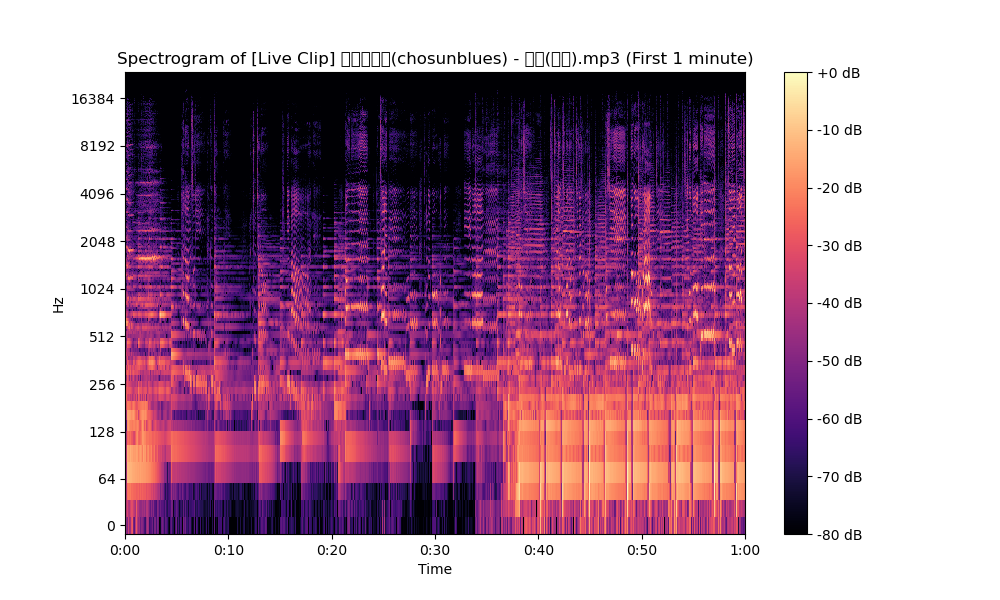 Spectrogram of [Live Clip] (chosunblues) - .mp3 (First 1 minute)
16384
8192
4096
2048
1024
512
256
128
64
0
Hz
0:00 0:10 0:20 0:30 0:40 0:50 1:00
Time
+0 dB
-10 dB
-20 dB
-30 dB
-40 dB
-50 dB
-60 dB
-70 dB
-80 dB